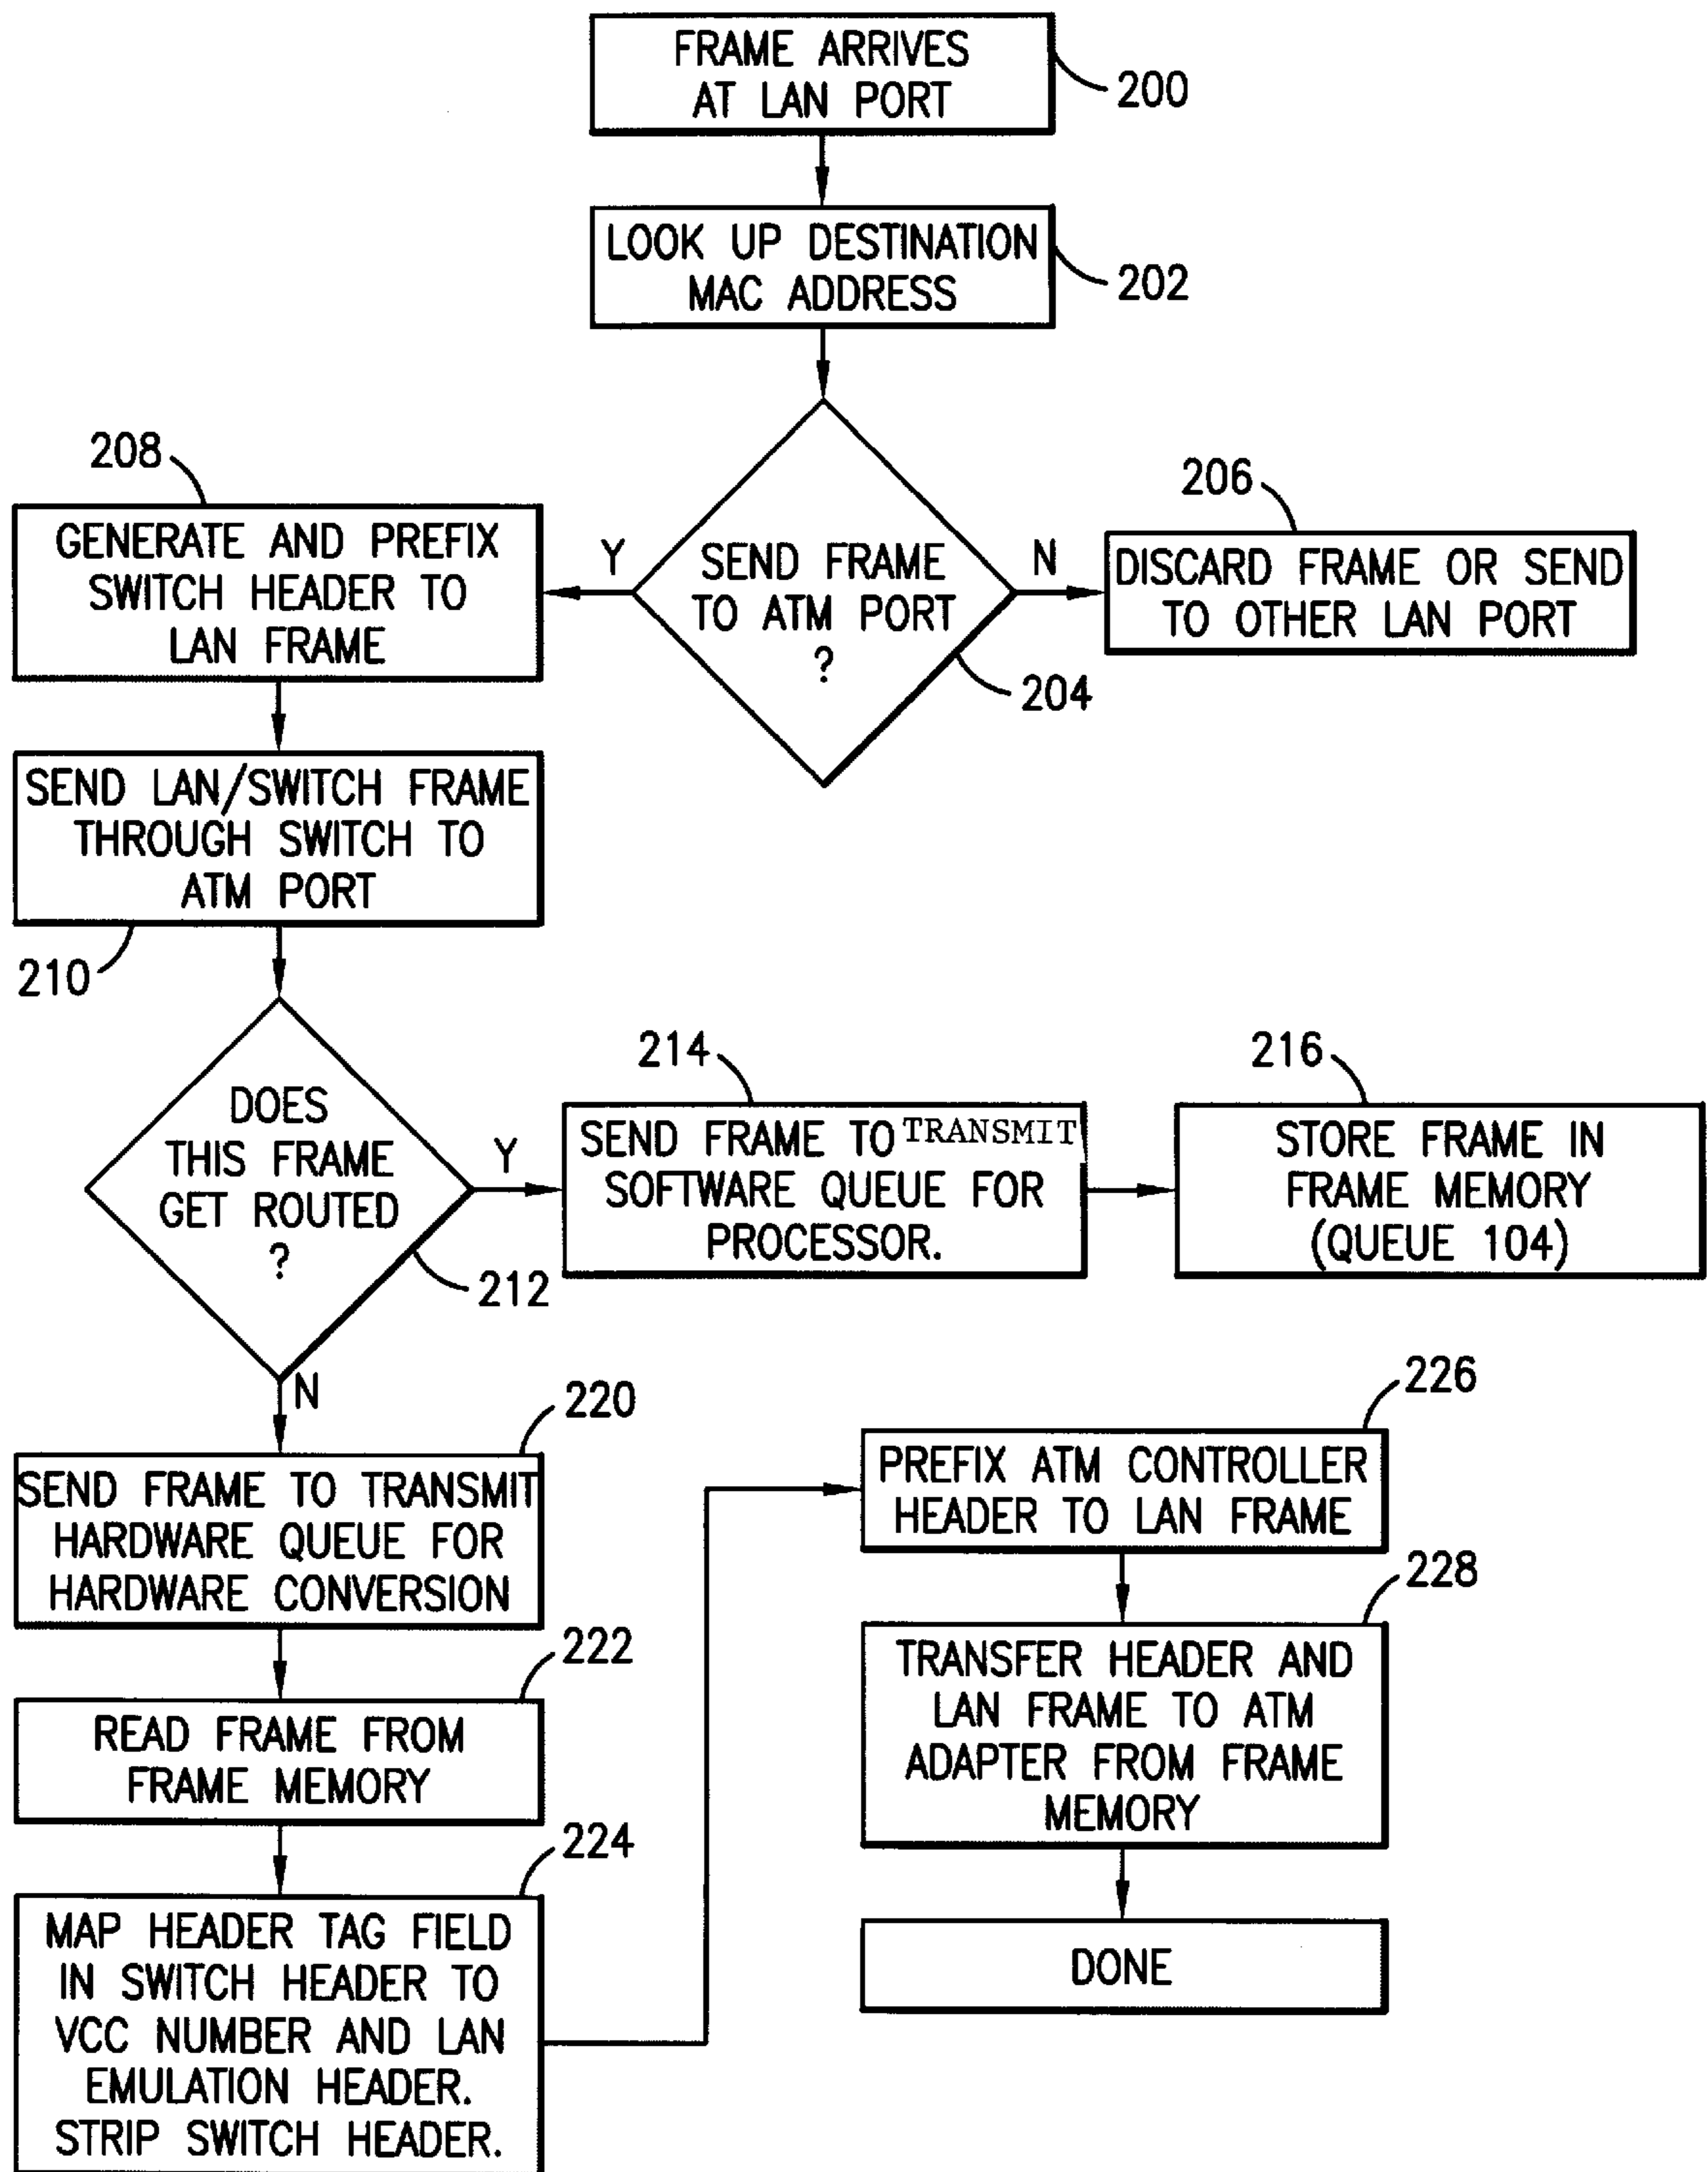 FRAME ARRIVES
AT LAN PORT
200
LOOK UP DESTINATION
MAC ADDRESS
202
208
GENERATE AND PREFIX
SWITCH HEADER TO
LAN FRAME
Y
SEND FRAME
TO ATM PORT
?
204
N
206
DISCARD FRAME OR SEND
TO OTHER LAN PORT
SEND LAN/SWITCH FRAME
THROUGH SWITCH TO
ATM PORT
210
DOES
THIS FRAME
GET ROUTED
?
212
Y
214
SEND FRAME TO TRANSMIT
SOFTWARE QUEUE FOR
PROCESSOR.
216
STORE FRAME IN
FRAME MEMORY
(QUEUE 104)
N
220
SEND FRAME TO TRANSMIT
HARDWARE QUEUE FOR
HARDWARE CONVERSION
222
READ FRAME FROM
FRAME MEMORY
224
MAP HEADER TAG FIELD
IN SWITCH HEADER TO
VCC NUMBER AND LAN
EMULATION HEADER.
STRIP SWITCH HEADER.
226
PREFIX ATM CONTROLLER
HEADER TO LAN FRAME
228
TRANSFER HEADER AND
LAN FRAME TO ATM
ADAPTER FROM FRAME
MEMORY
DONE